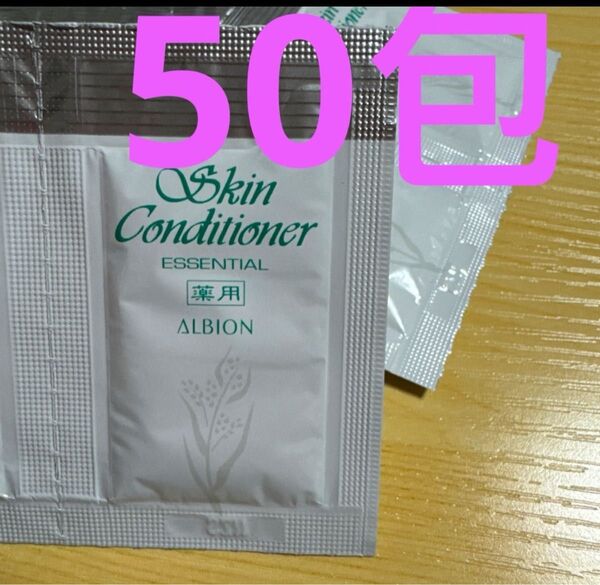 50包
Skin
Conditioner
ESSENTIAL
薬用
ALBION